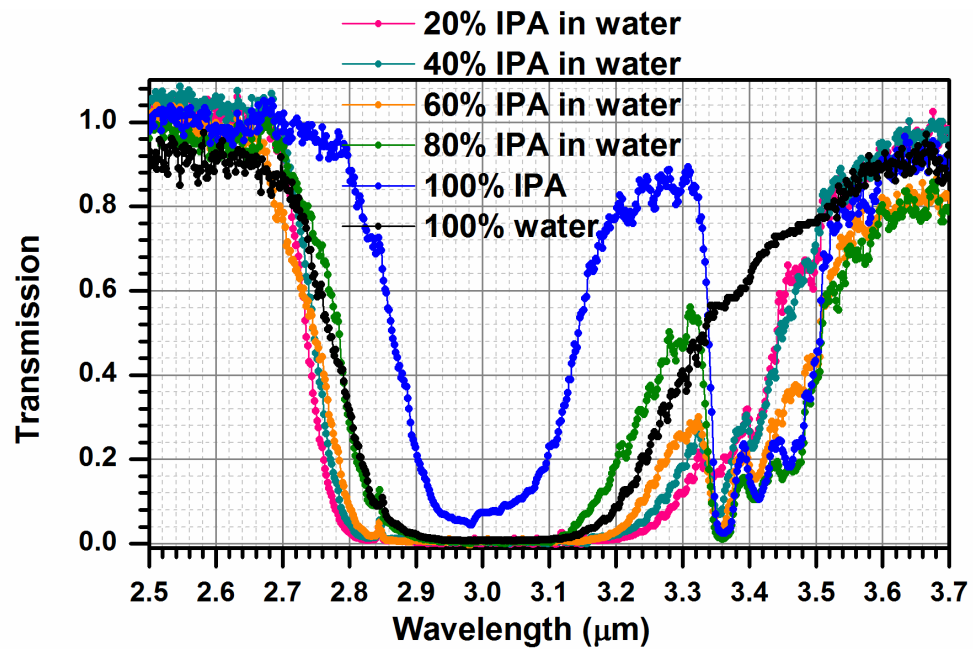 20% IPA in water
40% IPA in water
60% IPA in water
80% IPA in water
100% IPA
100% water
Transmission
1.0
0.8
0.6
0.4
0.2
0.0
2.5 2.6 2.7 2.8 2.9 3.0 3.1 3.2 3.3 3.4 3.5 3.6 3.7
Wavelength (μm)